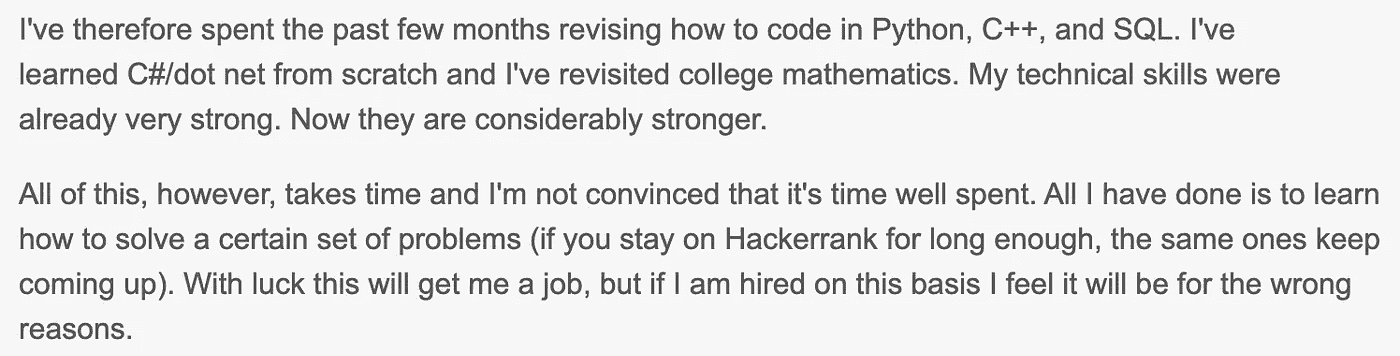 I've therefore spent the past few months revising how to code in Python, C++, and SQL. I've
learned C#/dot net from scratch and I've revisited college mathematics. My technical skills were
already very strong. Now they are considerably stronger.
All of this, however, takes time and I'm not convinced that it's time well spent. All I have done is to learn
how to solve a certain set of problems (if you stay on Hackerrank for long enough, the same ones keep
coming up). With luck this will get me a job, but if I am hired on this basis I feel it will be for the wrong
reasons.